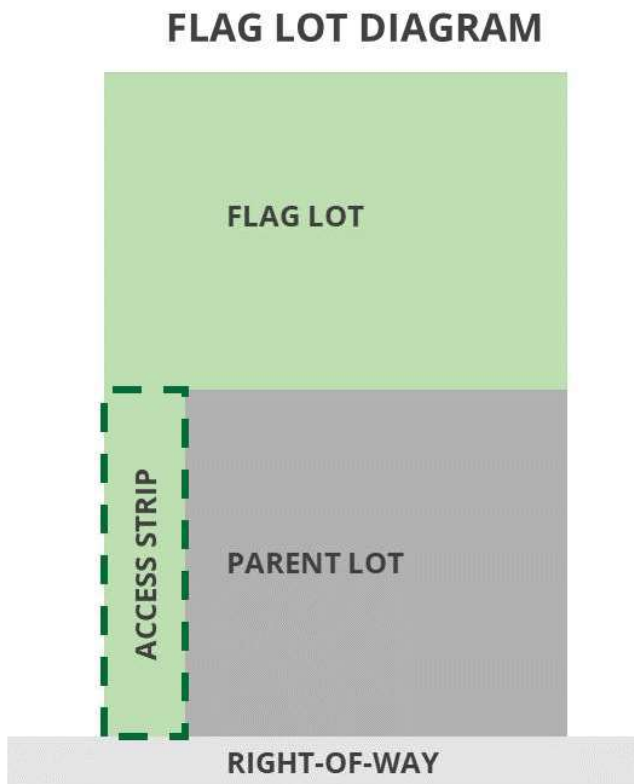 FLAG LOT DIAGRAM
FLAG LOT
ACCESS STRIP
PARENT LOT
RIGHT-OF-WAY